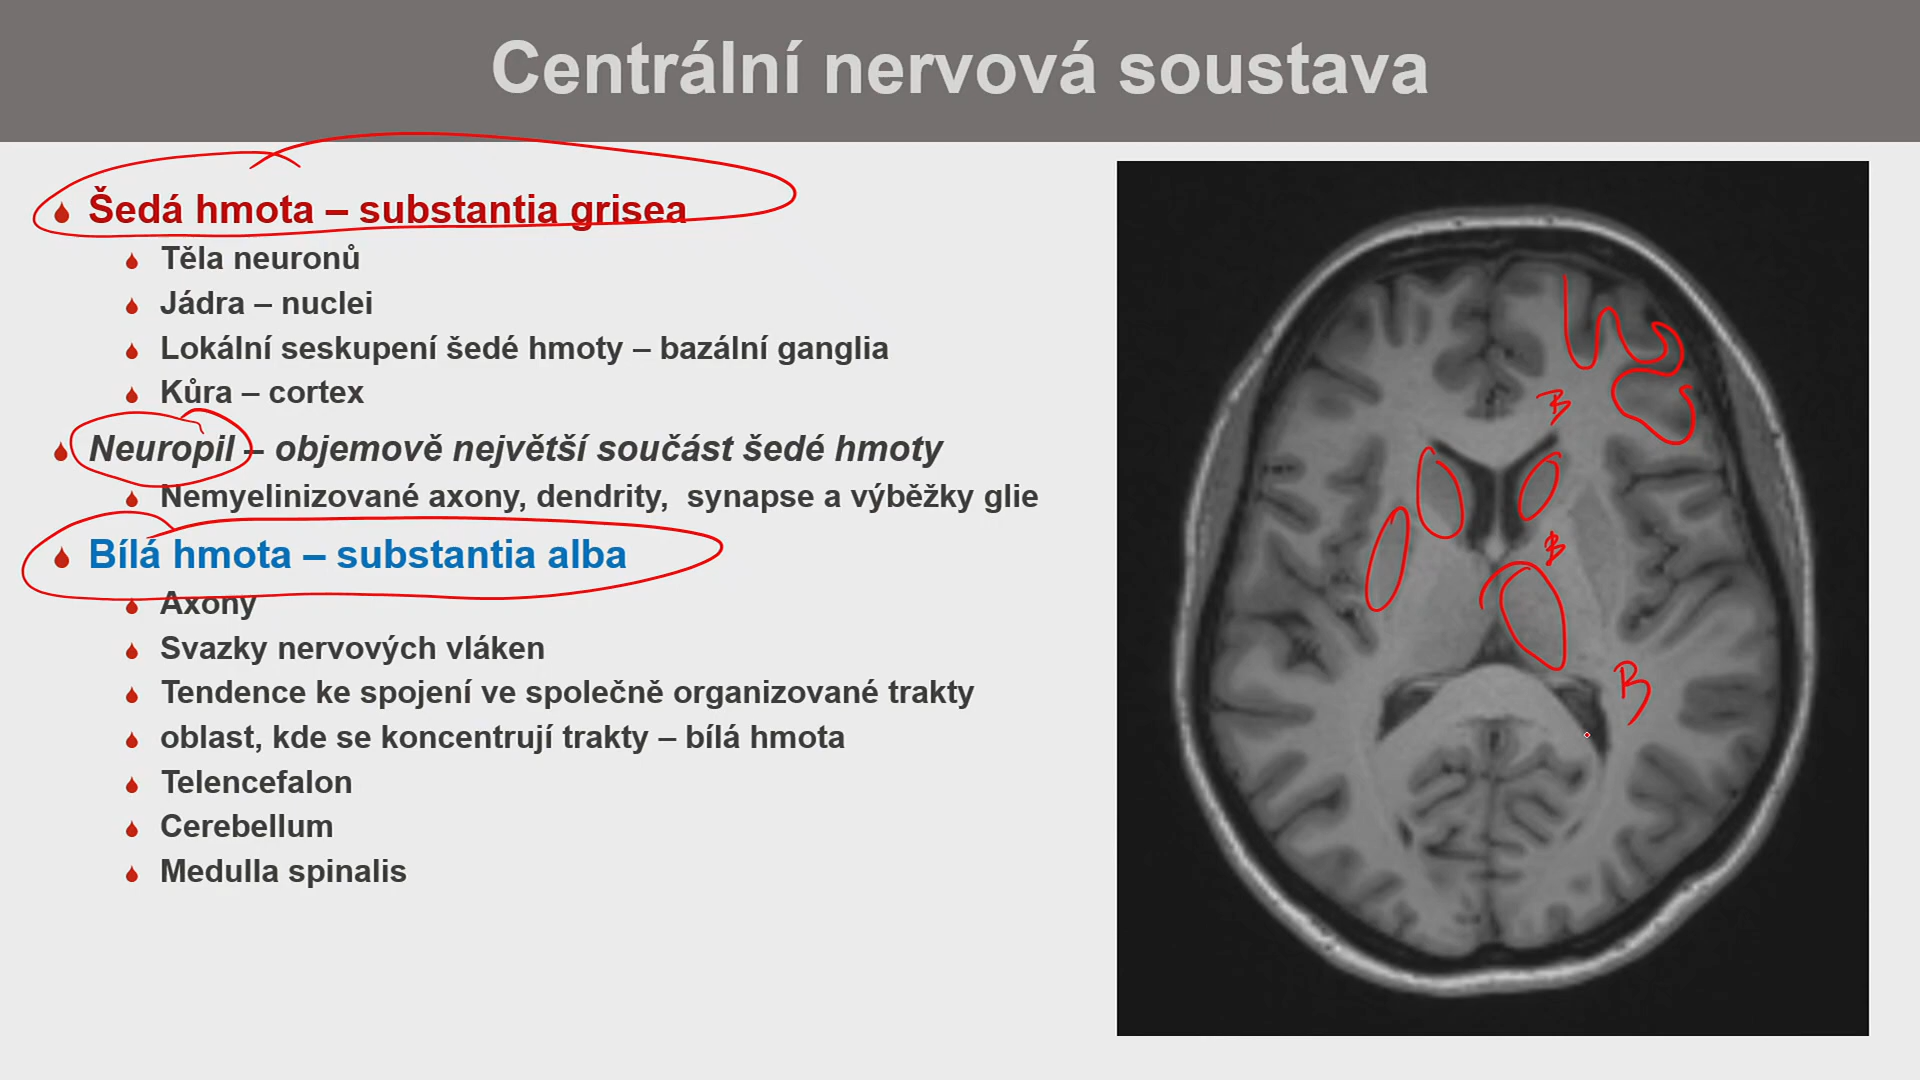 Centrální nervová soustava
Šedá hmota – substantia grisea
Těla neuronů
Jádra – nuclei
Lokální seskupení šedé hmoty – bazální ganglia
Kůra – cortex
Neuropil – objemově největší součást šedé hmoty
Nemyelinizované axony, dendrity, synapse a výběžky glie
Bílá hmota – substantia alba
Axony
Svazky nervových vláken
Tendence ke spojení ve společně organizované trakty
oblast, kde se koncentrují trakty – bílá hmota
Telencefalon
Cerebellum
Medulla spinalis
B
B
B